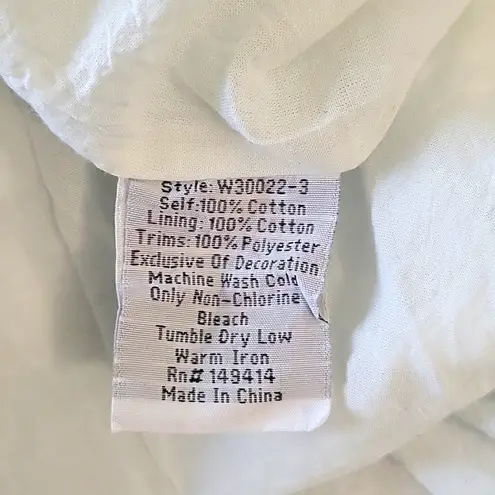 Style: W30022-3
Self:100% Cotton
Lining: 100% Cotton
Trims: 100% Polyester
Exclusive Of Decoration
Machine Wash Cold
Only Non-Chlorine
Bleach
Tumble Dry Low
Warm Iron
Rn# 149414
Made In China